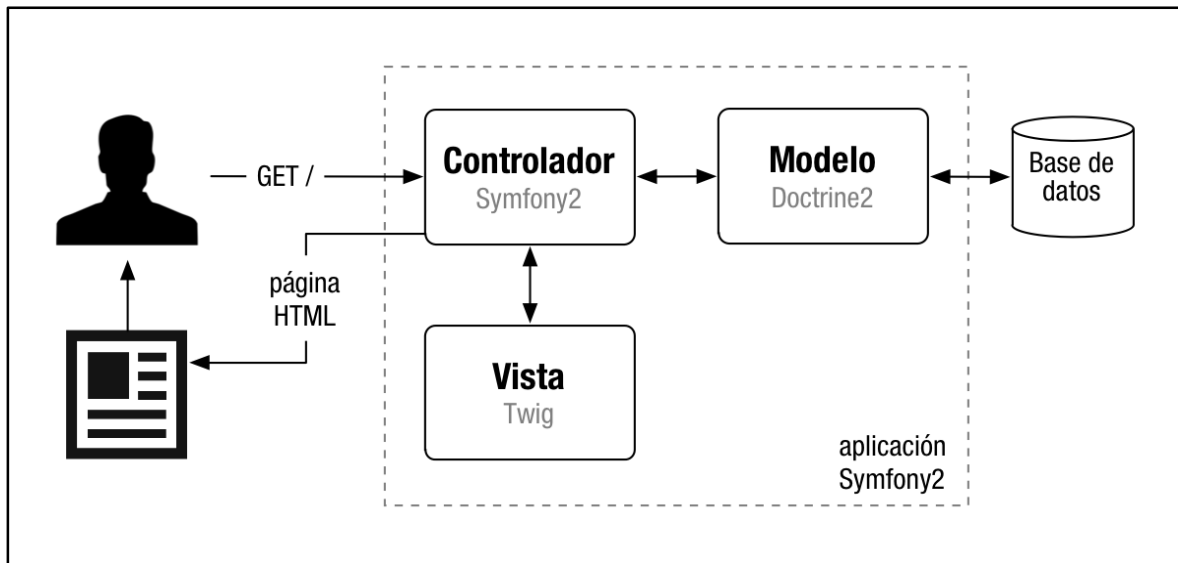 GET /
Controlador
Symfony2
Modelo
Doctrine2
Base de
datos
página
HTML
Vista
Twig
aplicación
Symfony2